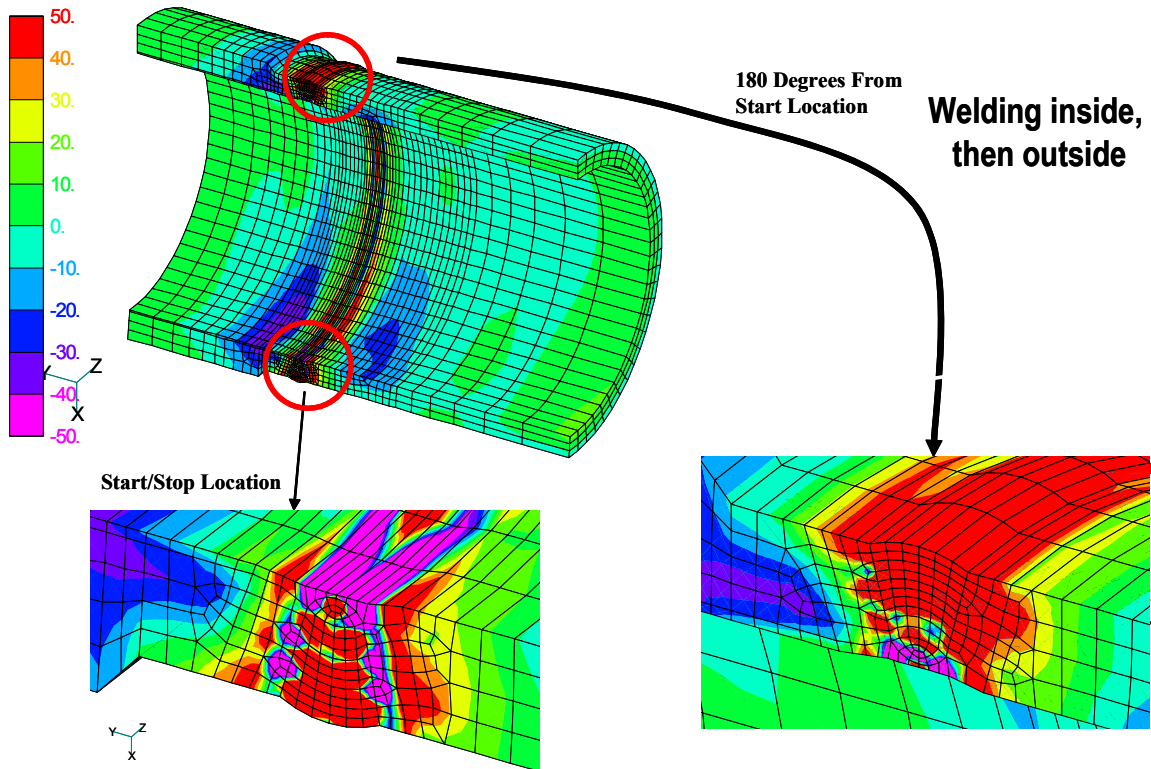 50.
40.
30.
20.
10.
0.
-10.
-20.
-30.
-40.
-50.
Y
Z
X
180 Degrees From
Start Location
Welding inside,
then outside
Start/Stop Location
Y
Z
X